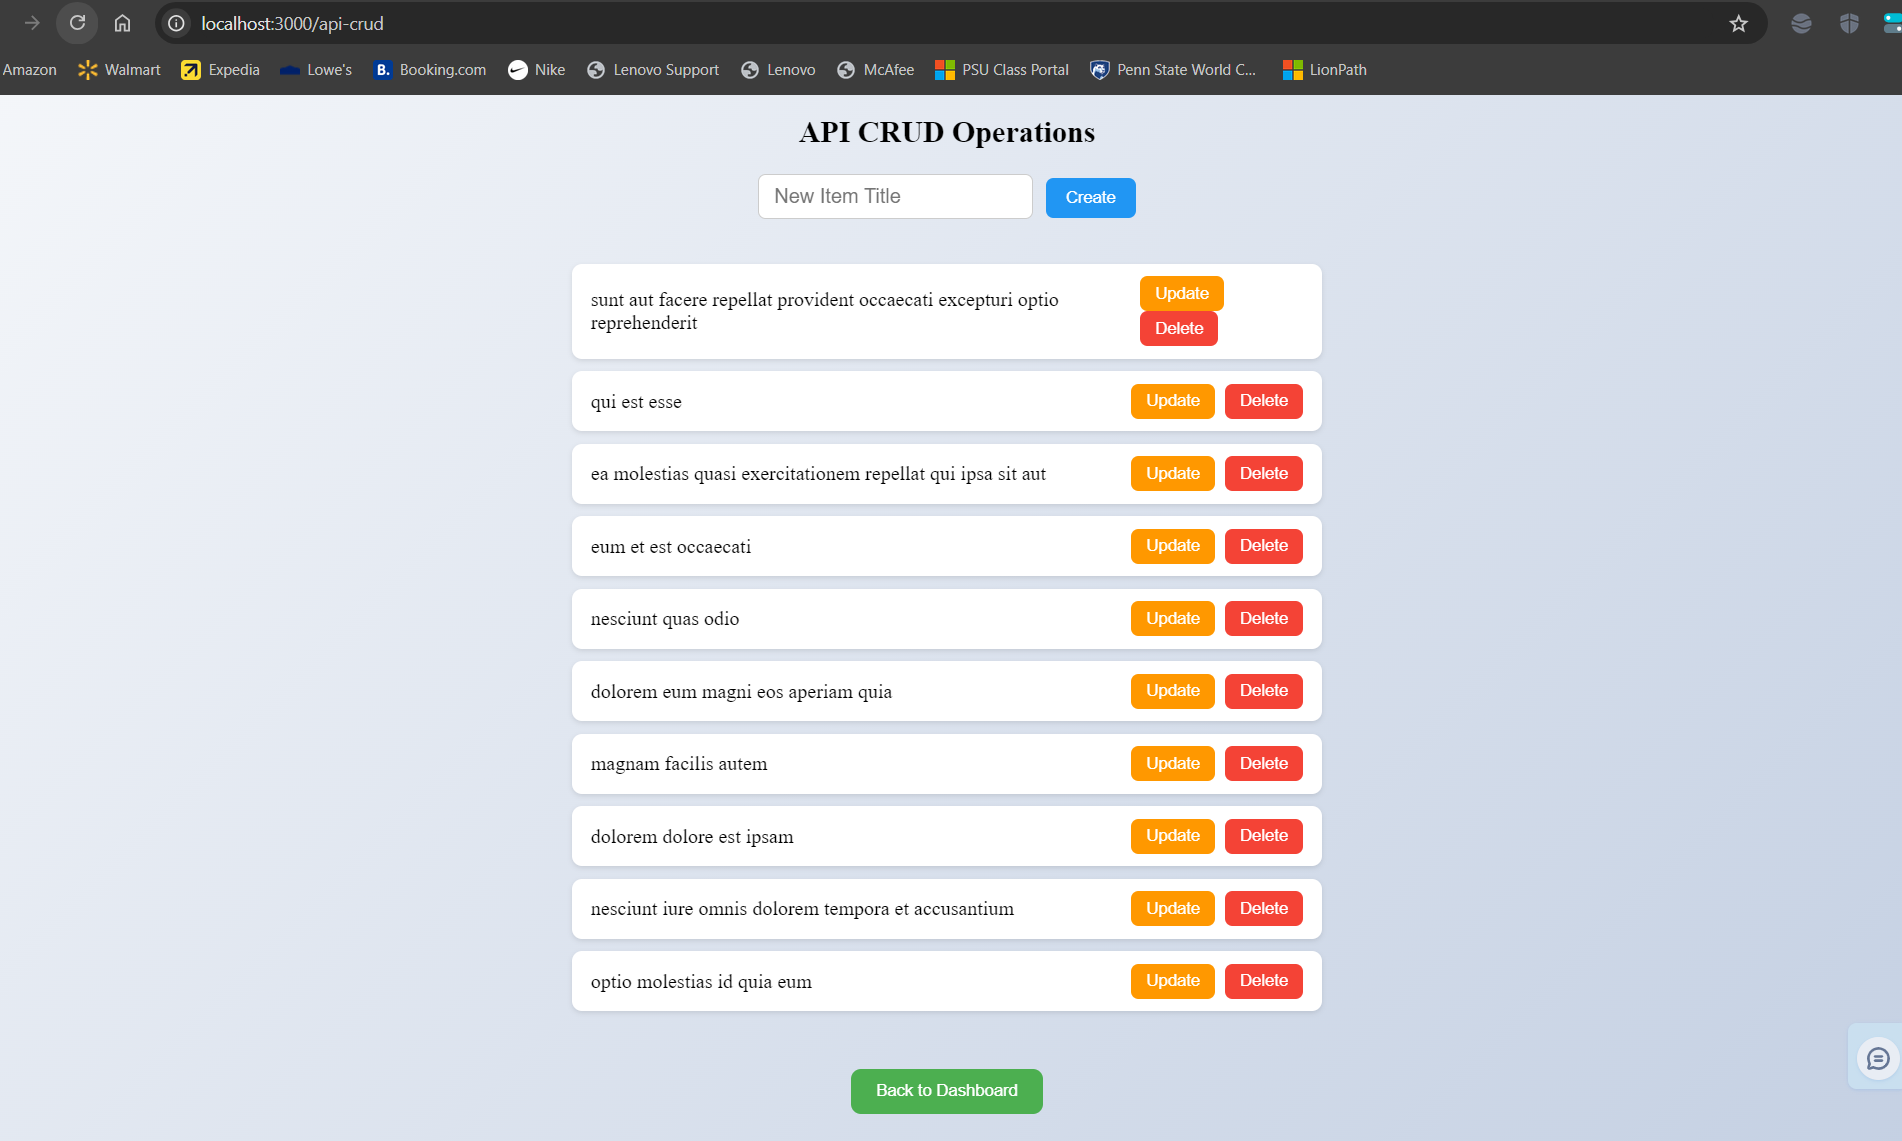 localhost:3000/api-crud
Amazon Walmart Expedia Lowe's B. Booking.com Nike Lenovo Support Lenovo McAfee PSU Class Portal Penn State World C... LionPath
API CRUD Operations
New Item Title Create
sunt aut facere repellat provident occaecati excepturi optio
reprehenderit
Update
Delete
qui est esse Update Delete
ea molestias quasi exercitationem repellat qui ipsa sit aut Update Delete
eum et est occaecati Update Delete
nesciunt quas odio Update Delete
dolorem eum magni eos aperiam quia Update Delete
magnam facilis autem Update Delete
dolorem dolore est ipsam Update Delete
nesciunt iure omnis dolorem tempora et accusantium Update Delete
optio molestias id quia eum Update Delete
Back to Dashboard